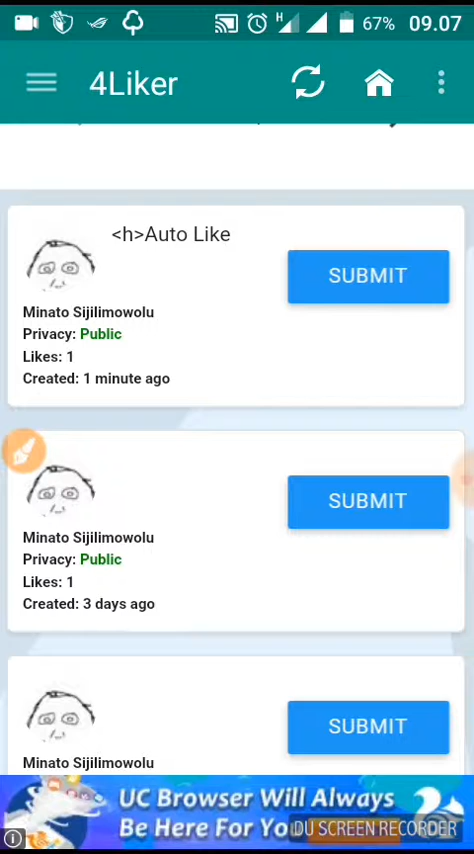 67% 09.07
4Liker
<h>Auto Like
SUBMIT
Minato Sijilimowolu
Privacy: Public
Likes: 1
Created: 1 minute ago
SUBMIT
Minato Sijilimowolu
Privacy: Public
Likes: 1
Created: 3 days ago
SUBMIT
Minato Sijilimowolu
UC Browser Will Always
Be Here For Yo
DU SCREEN RECORDER